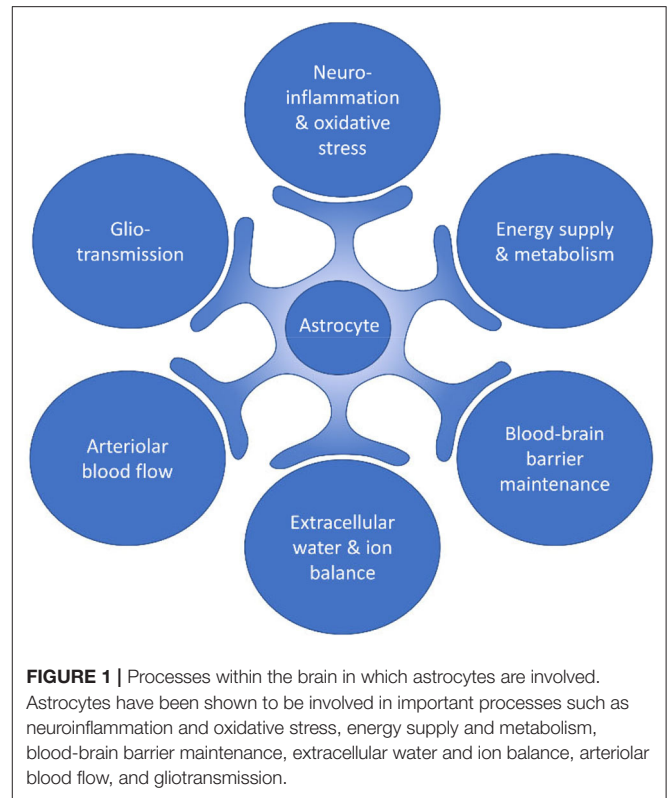 Neuro-
inflammation
& oxidative
stress
Glio-
transmission
Energy supply
& metabolism
Astrocyte
Arteriolar
blood flow
Blood-brain
barrier
maintenance
Extracellular
water & ion
balance
FIGURE 1 | Processes within the brain in which astrocytes are involved.
Astrocytes have been shown to be involved in important processes such as
neuroinflammation and oxidative stress, energy supply and metabolism,
blood-brain barrier maintenance, extracellular water and ion balance, arteriolar
blood flow, and gliotransmission.